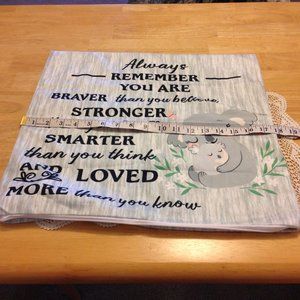 Always
REMEMBER
YOU ARE
BRAVER than you believe,
STRONGER
SMARTER
than you think
AND LOVED
MORE than you know